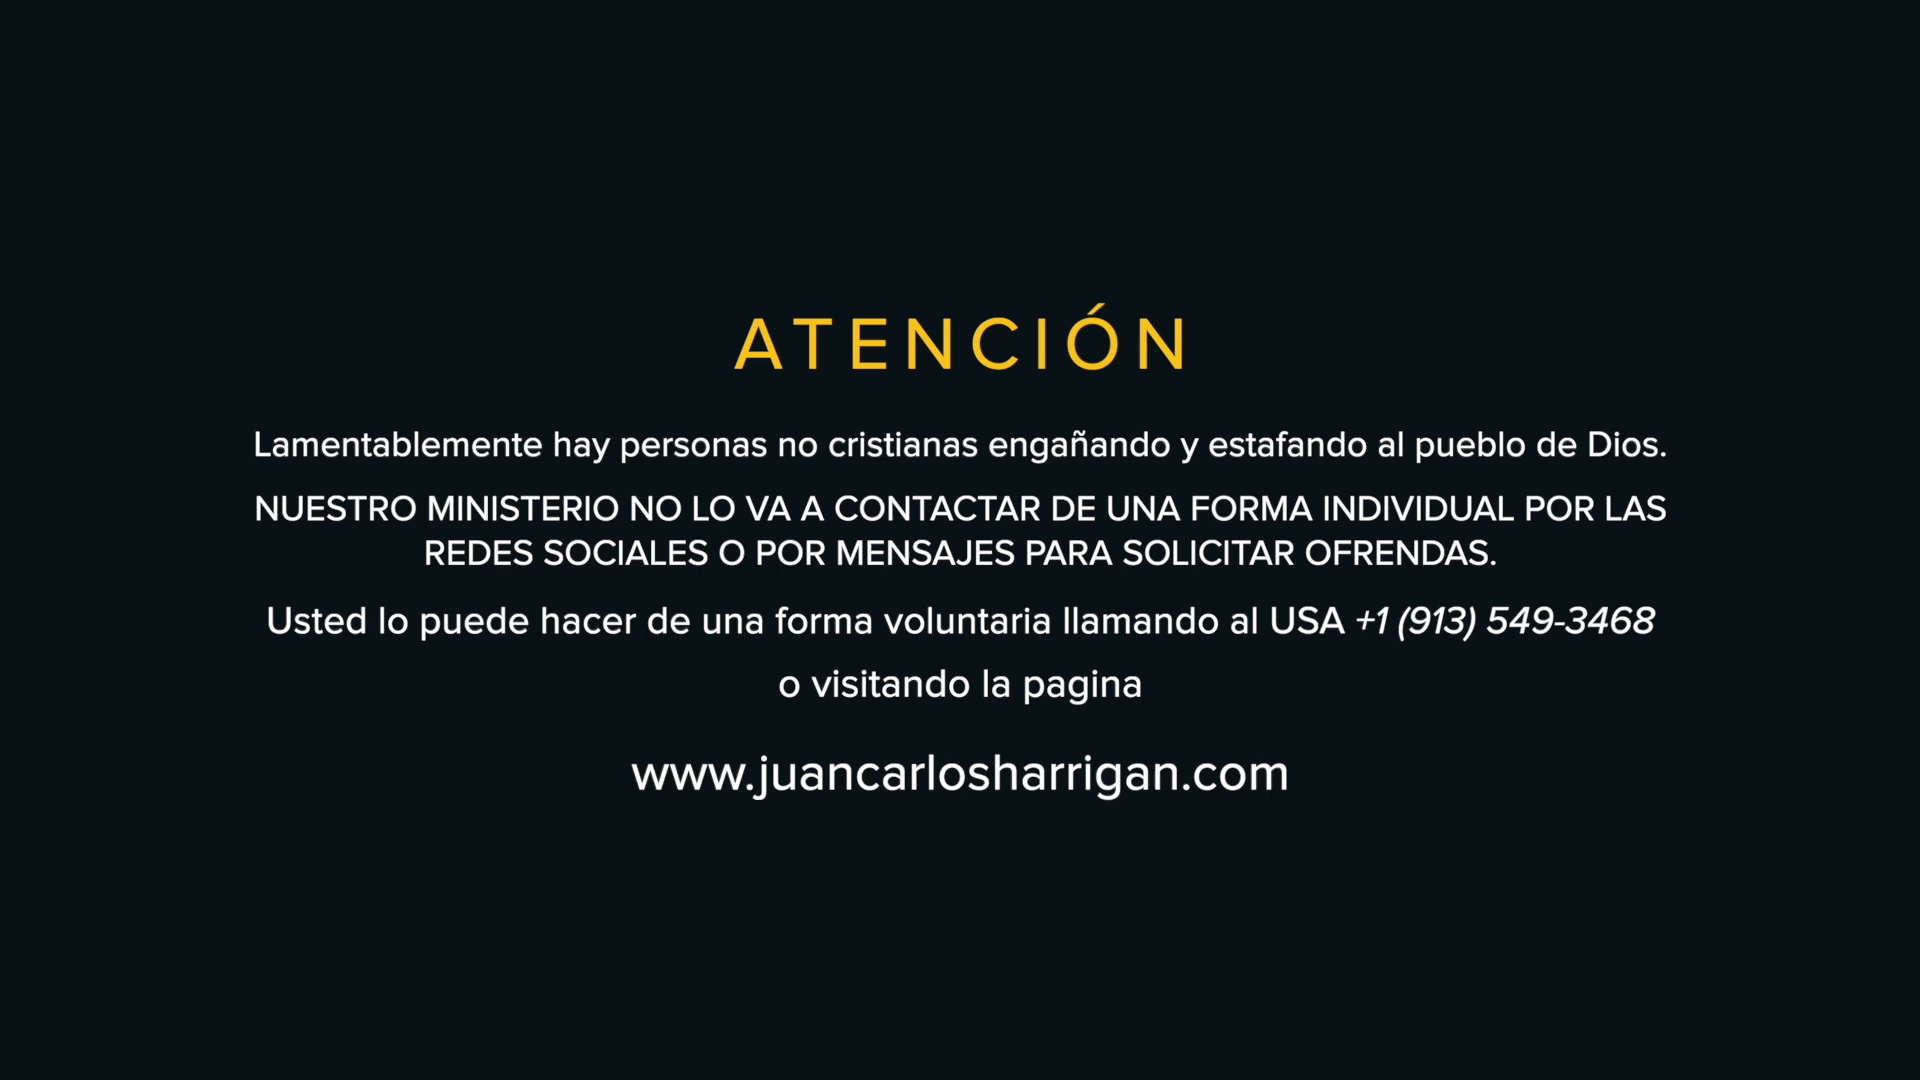 ATENCIÓN
Lamentablemente hay personas no cristianas engañando y estafando al pueblo de Dios.
NUESTRO MINISTERIO NO LO VA A CONTACTAR DE UNA FORMA INDIVIDUAL POR LAS
REDES SOCIALES O POR MENSAJES PARA SOLICITAR OFRENDAS.
Usted lo puede hacer de una forma voluntaria llamando al USA +1 (913) 549-3468
o visitando la pagina
www.juancarlosharrigan.com